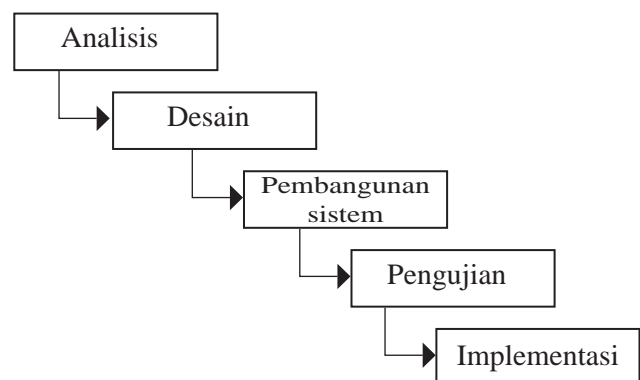 Analisis
Desain
Pembangunan
sistem
Pengujian
Implementasi